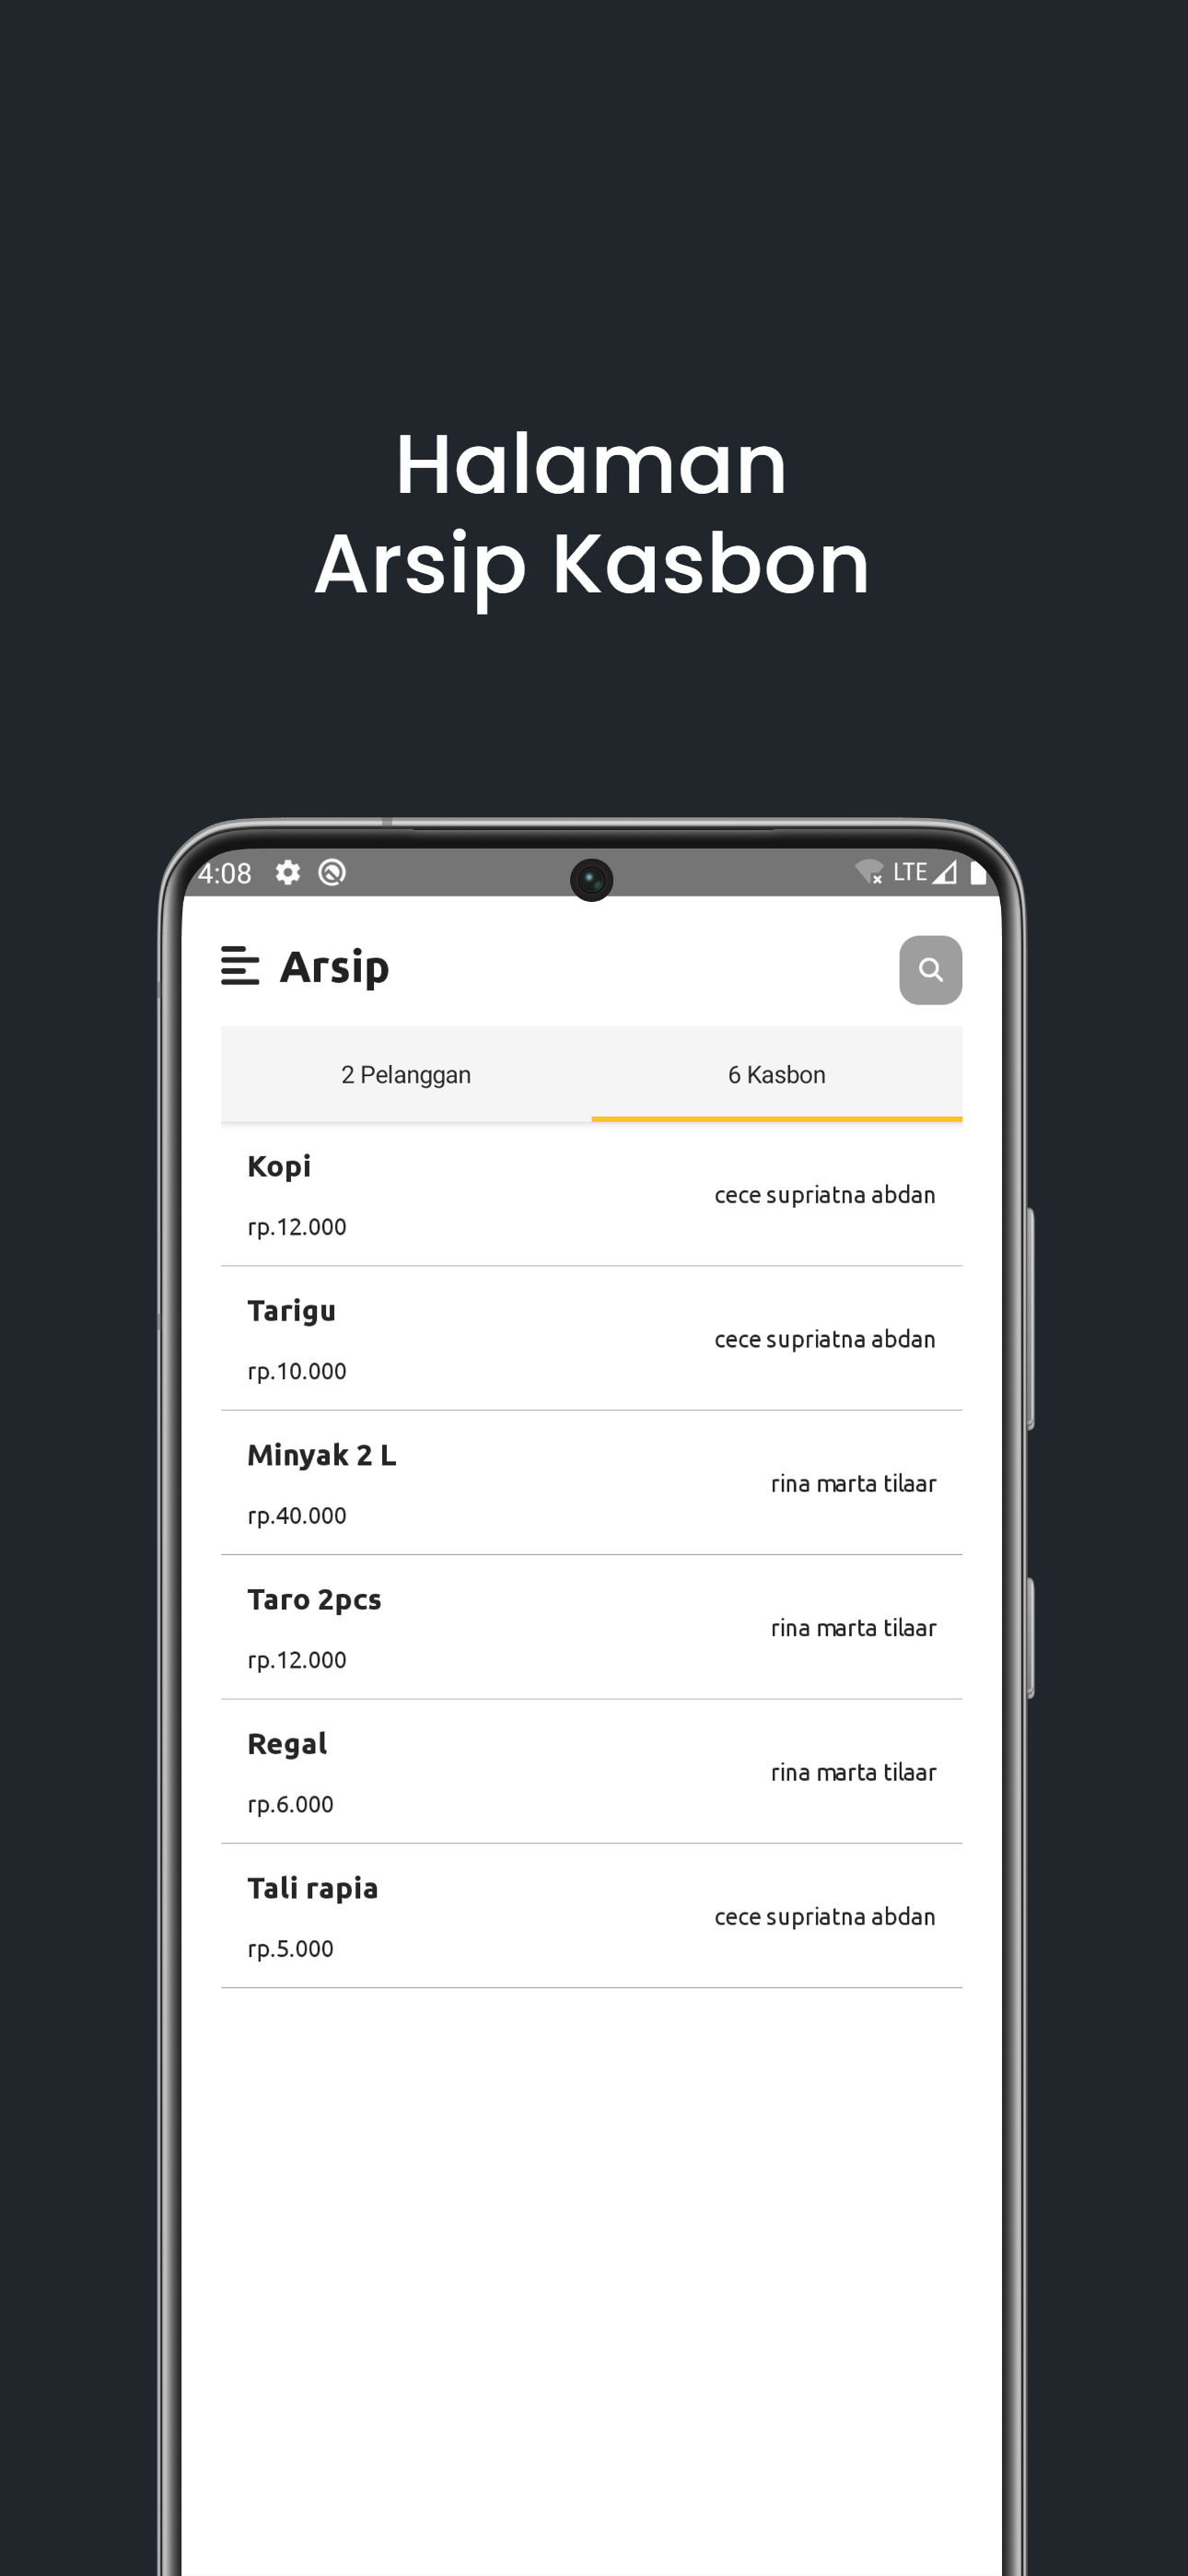 Halaman
Arsip Kasbon
4:08
LTE
Arsip
2 Pelanggan
6 Kasbon
Kopi
cece supriatna abdan
rp.12.000
Tarigu
cece supriatna abdan
rp.10.000
Minyak 2 L
rina marta tilaar
rp.40.000
Taro 2pcs
rina marta tilaar
rp.12.000
Regal
rina marta tilaar
rp.6.000
Tali rapia
cece supriatna abdan
rp.5.000